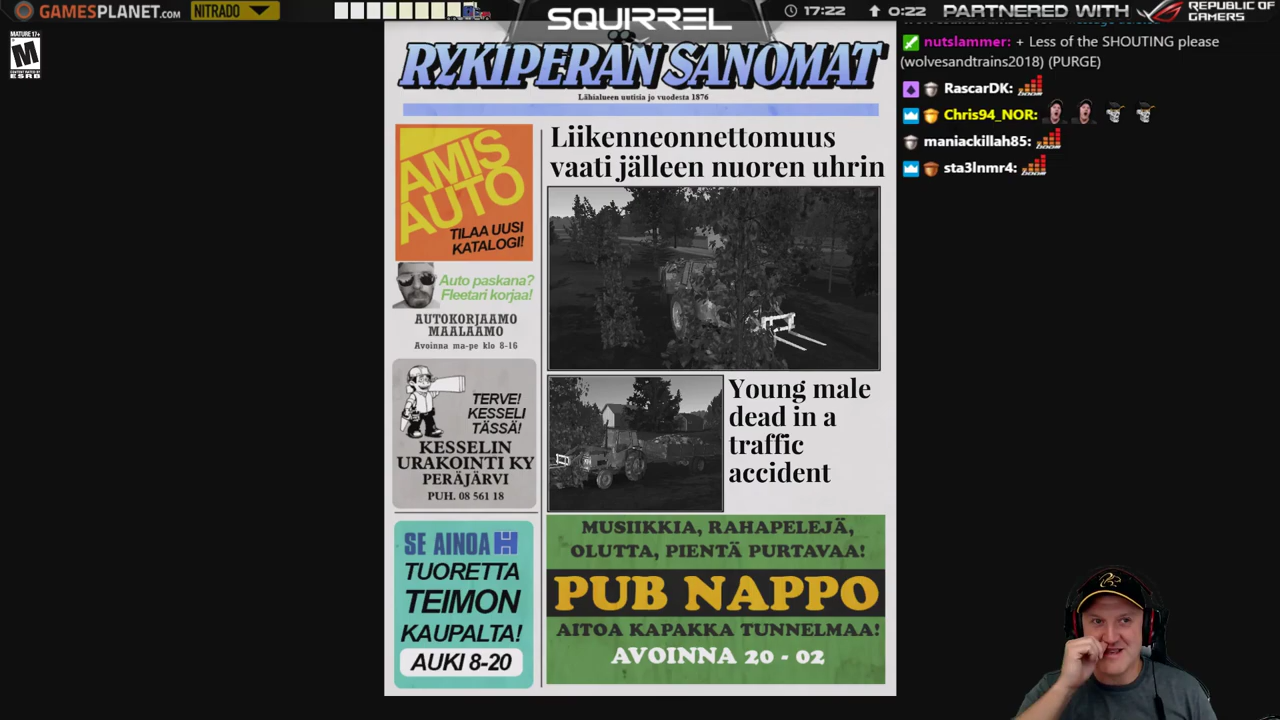 GAMESPLANET.COM
NITRADO
SQUIRREL
17:22
0:22
PARTNERED WITH
REPUBLIC OF
GAMERS
MATURE 17+
M
ESRB
nutslammer: + Less of the SHOUTING please
(wolvesandtrains2018) (PURGE)
RascarDK:
Chris94_NOR:
maniackillah85:
sta3lnmr4:
RYKIPERÄN SANOMAT
Lähialueen uutisia jo vuodesta 1876
AMIS
AUTO
TILAA UUSI
KATALOGI!
Auto paskana?
Fleetari korjaa!
AUTOKORJAAMO
MAALAAMO
Avoinna ma-pe klo 8-16
TERVE!
KESSELI
TÄSSÄ!
KESSELIN
URAKOINTI KY
PERÄJÄRVI
PUH. 08 561 18
SE AINOA
TUORETTA
TEIMON
KAUPALTA!
AUKI 8-20
Liikenneonnettomuus
vaati jälleen nuoren uhrin
Young male
dead in a
traffic
accident
MUSIIKKIA, RAHAPELEJÄ,
OLUTTA, PIENTÄ PURTAVAA!
PUB NAPPO
AITOA KAPAKKA TUNNELMAA!
AVOINNA 20 - 02